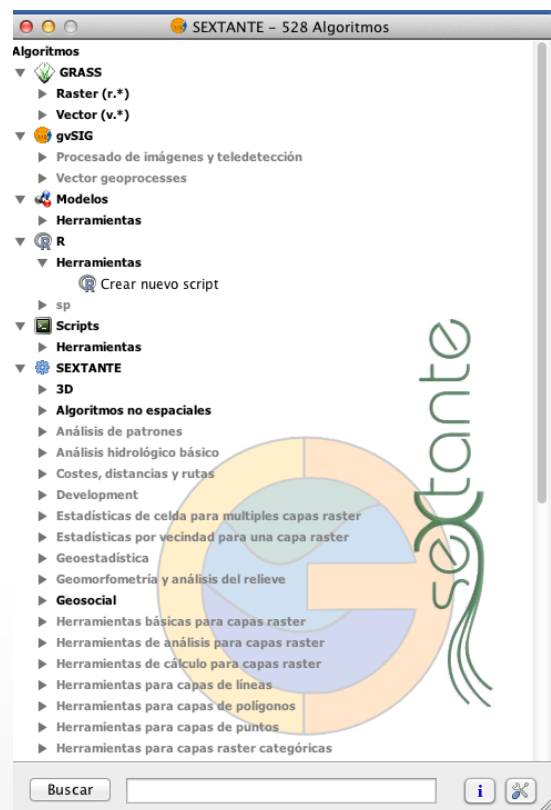 SEXTANTE – 528 Algoritmos
Algoritmos
GRASS
Raster (r.*)
Vector (v.*)
gvSIG
Procesado de imágenes y teledetección
Vector geoprocesses
Modelos
Herramientas
R
Herramientas
Crear nuevo script
sp
Scripts
Herramientas
SEXTANTE
3D
Algoritmos no espaciales
Análisis de patrones
Análisis hidrológico básico
Costes, distancias y rutas
Development
Estadísticas de celda para multiples capas raster
Estadísticas por vecindad para una capa raster
Geoestadística
Geomorfometría y análisis del relieve
Geosocial
Herramientas básicas para capas raster
Herramientas de análisis para capas raster
Herramientas de cálculo para capas raster
Herramientas para capas de líneas
Herramientas para capas de polígonos
Herramientas para capas de puntos
Herramientas para capas raster categóricas
sextante
Buscar
i